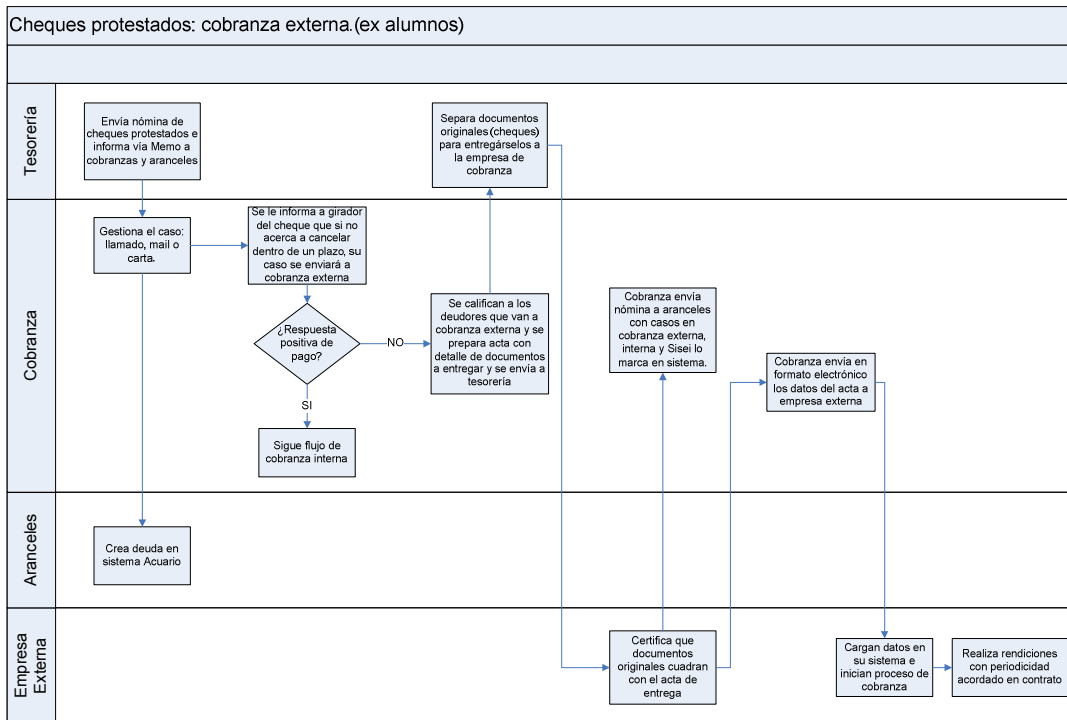 Cheques protestados: cobranza externa.(ex alumnos)
Tesorería
Envía nómina de
cheques protestados e
informa vía Memo a
cobranzas y aranceles
Separa documentos
originales (cheques)
para entregárselos a
la empresa de
cobranza
Cobranza
Gestiona el caso:
llamado, mail o
carta.
Se le informa a girador
del cheque que si no
acerca a cancelar
dentro de un plazo, su
caso se enviará a
cobranza externa
¿Respuesta
positiva de
pago?
NO
SI
Sigue flujo de
cobranza interna
Se califican a los
deudores que van a
cobranza externa y se
prepara acta con
detalle de documentos
a entregar y se envía a
tesorería
Cobranza envía
nómina a aranceles
con casos en
cobranza externa,
interna y Sisei lo
marca en sistema.
Cobranza envía en
formato electrónico
los datos del acta a
empresa externa
Aranceles
Crea deuda en
sistema Acuario
Empresa
Externa
Certifica que
documentos
originales cuadran
con el acta de
entrega
Cargan datos en
su sistema e
inician proceso de
cobranza
Realiza rendiciones
con periodicidad
acordado en contrato